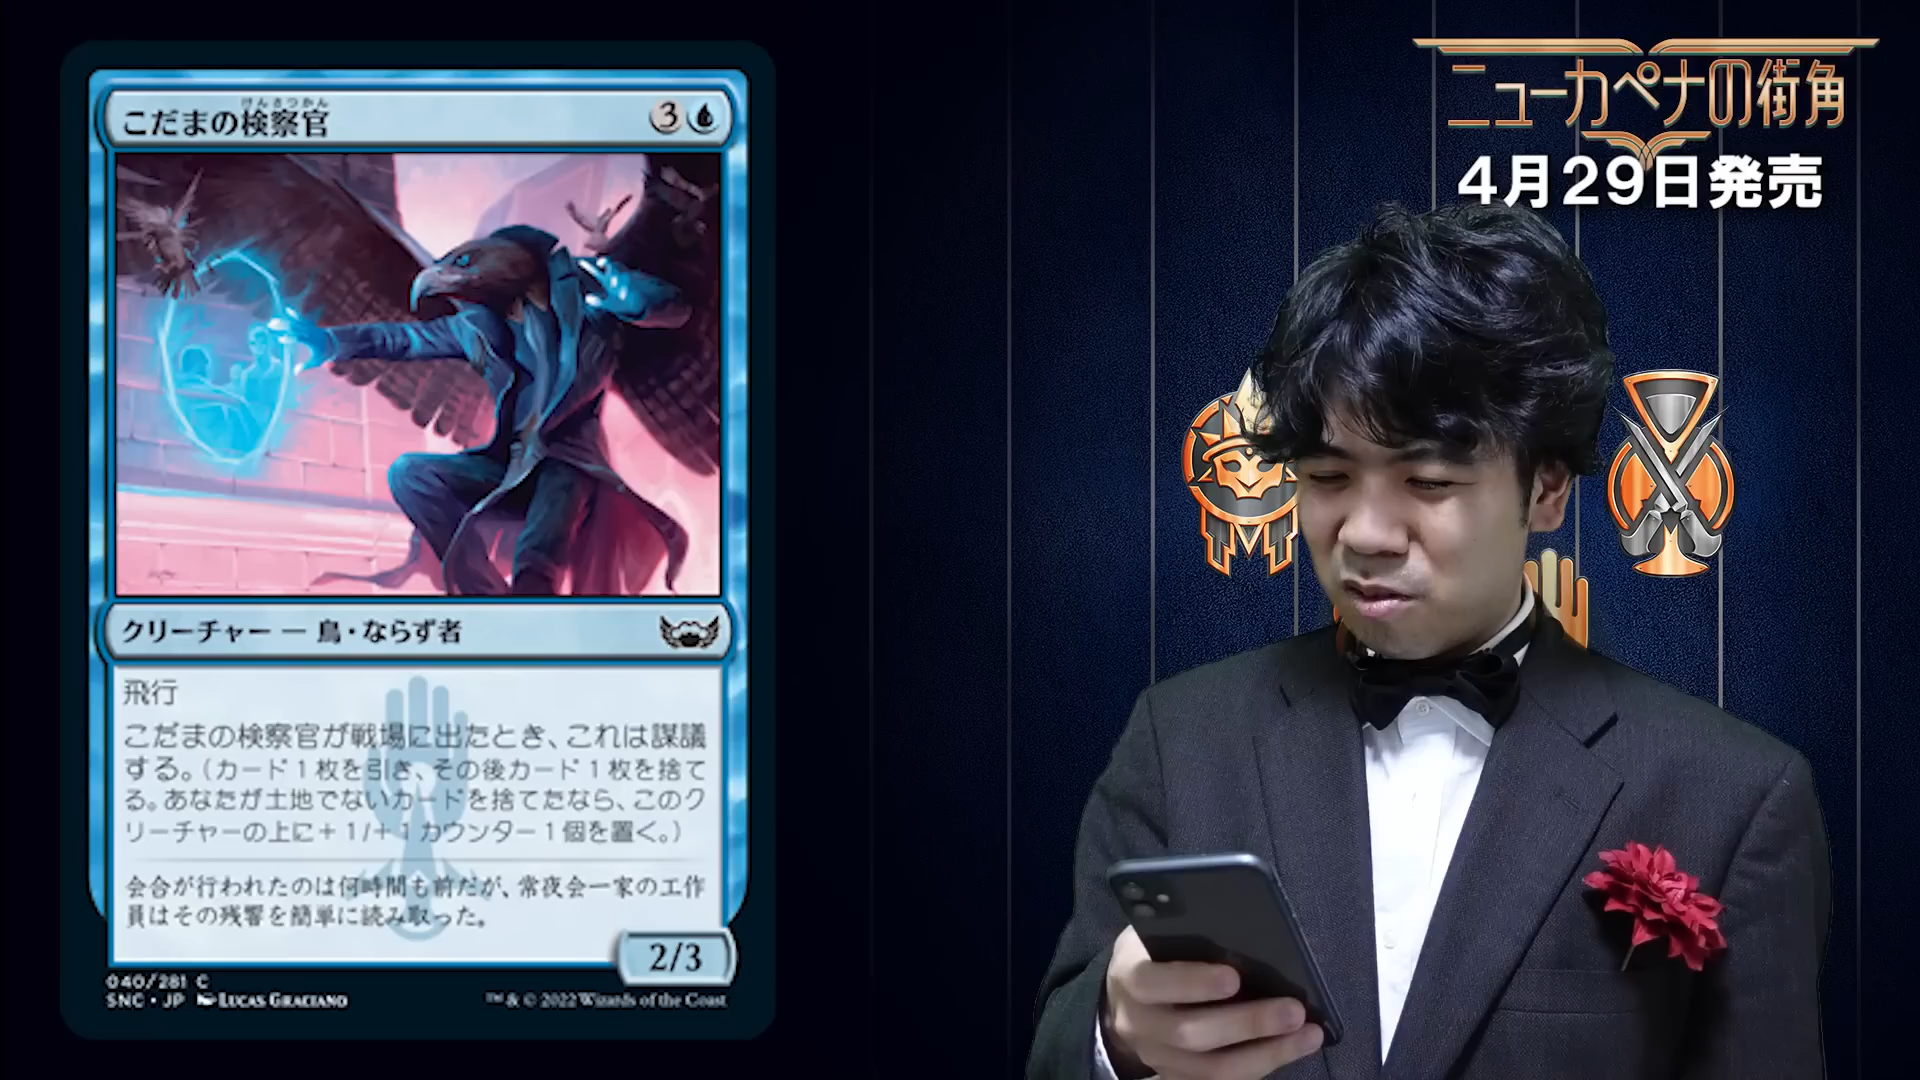 こだまの検察官
けんさつかん
3
クリーチャー ― 鳥・ならず者
飛行
こだまの検察官が戦場に出たとき、これは謀議
する。（カード１枚を引き、その後カード１枚を捨て
る。あなたが土地でないカードを捨てたなら、このク
リーチャーの上に＋１/＋１カウンター１個を置く。）
会合が行われたのは何時間も前だが、常夜会一家の工作
員はその残響を簡単に読み取った。
2/3
040/281 C
SNC・JP LUCAS GRACIANO
™ & © 2022 Wizards of the Coast
ニューカペナの街角
4月29日発売